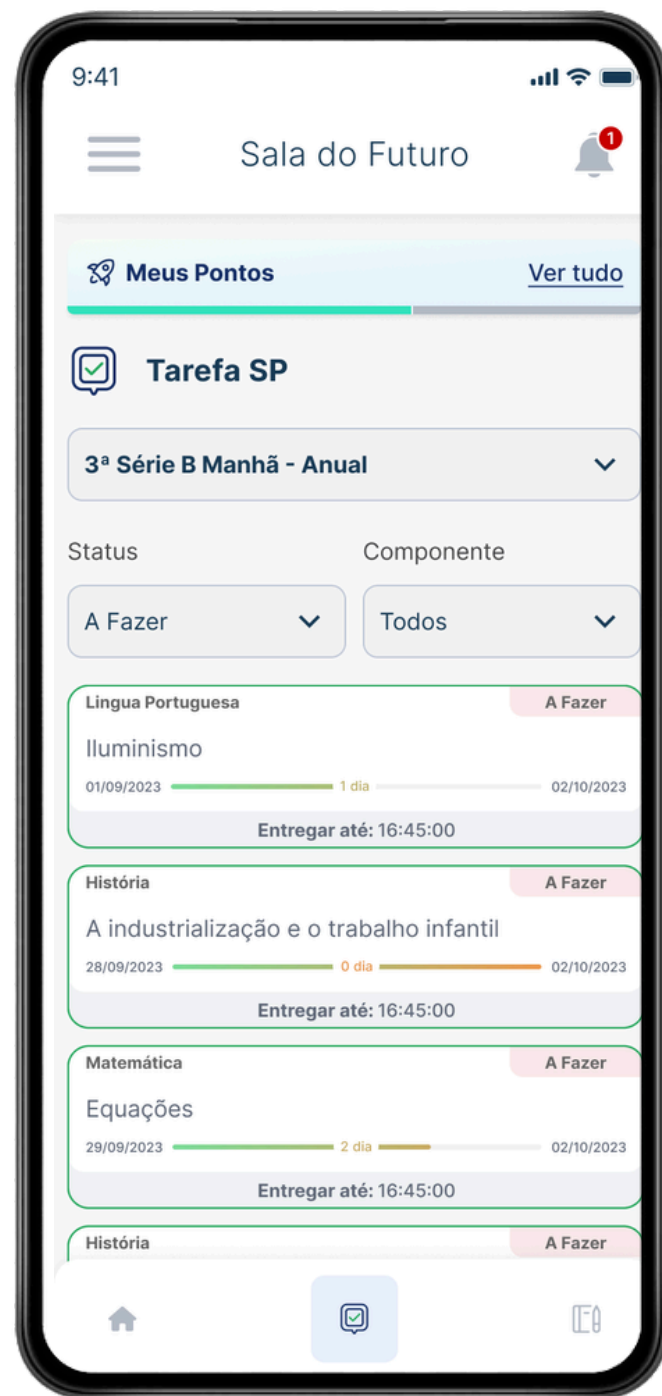 9:41
Sala do Futuro
1
Meus Pontos Ver tudo
Tarefa SP
3ª Série B Manhã - Anual
Status Componente
A Fazer Todos
Lingua Portuguesa A Fazer
Iluminismo
01/09/2023 1 dia 02/10/2023
Entregar até: 16:45:00
História A Fazer
A industrialização e o trabalho infantil
28/09/2023 0 dia 02/10/2023
Entregar até: 16:45:00
Matemática A Fazer
Equações
29/09/2023 2 dia 02/10/2023
Entregar até: 16:45:00
História A Fazer